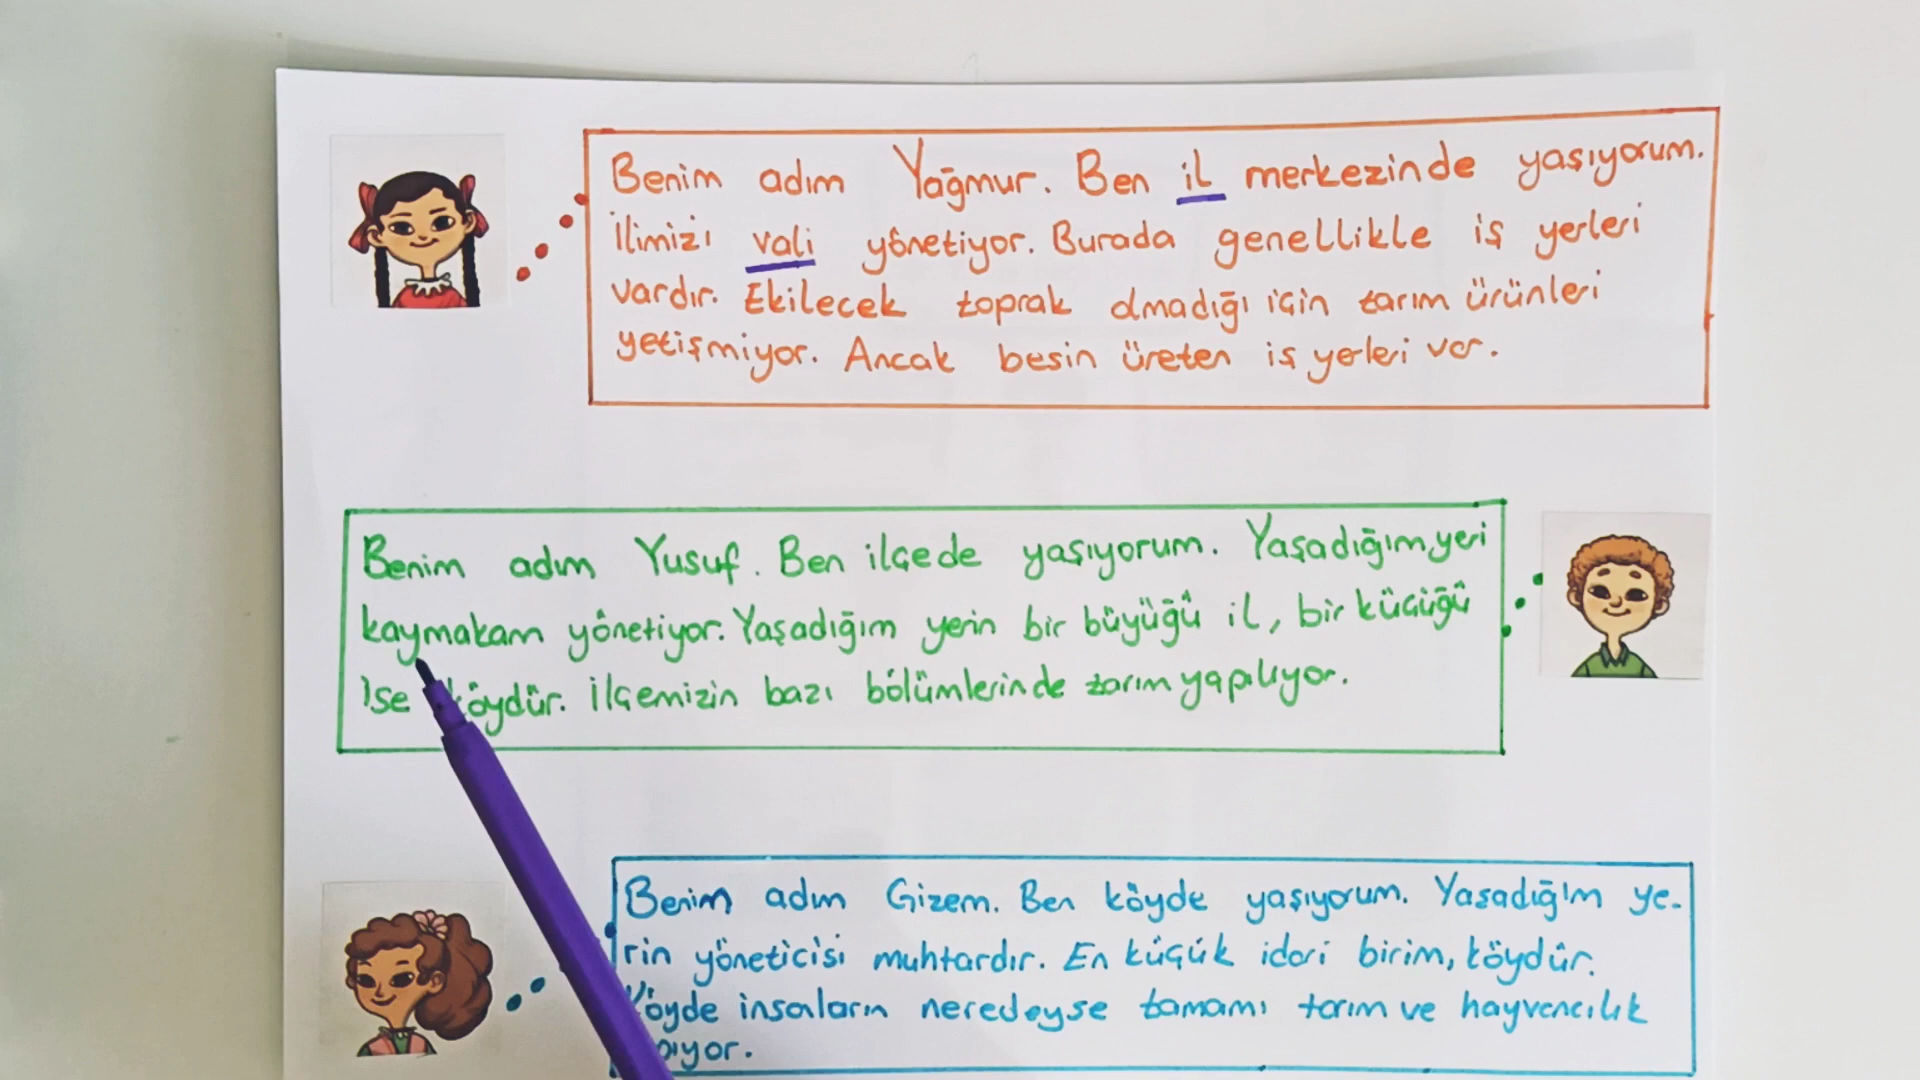 Benim adım Yağmur. Ben il merkezinde yaşıyorum.
İlimizi vali yönetiyor. Burada genellikle iş yerleri
vardır. Ekilecek toprak olmadığı için tarım ürünleri
yetişmiyor. Ancak besin üreten iş yerleri var.
Benim adım Yusuf. Ben ilçede yaşıyorum. Yaşadığım yeri
kaymakam yönetiyor. Yaşadığım yerin bir büyüğü il, bir küçüğü
ise köydür. İlçemizin bazı bölümlerinde tarım yapılıyor.
Benim adım Gizem. Ben köyde yaşıyorum. Yaşadığım ye-
rin yöneticisi muhtardır. En küçük idari birim, köydür.
Köyde insanların neredeyse tamamı tarım ve hayvancılık